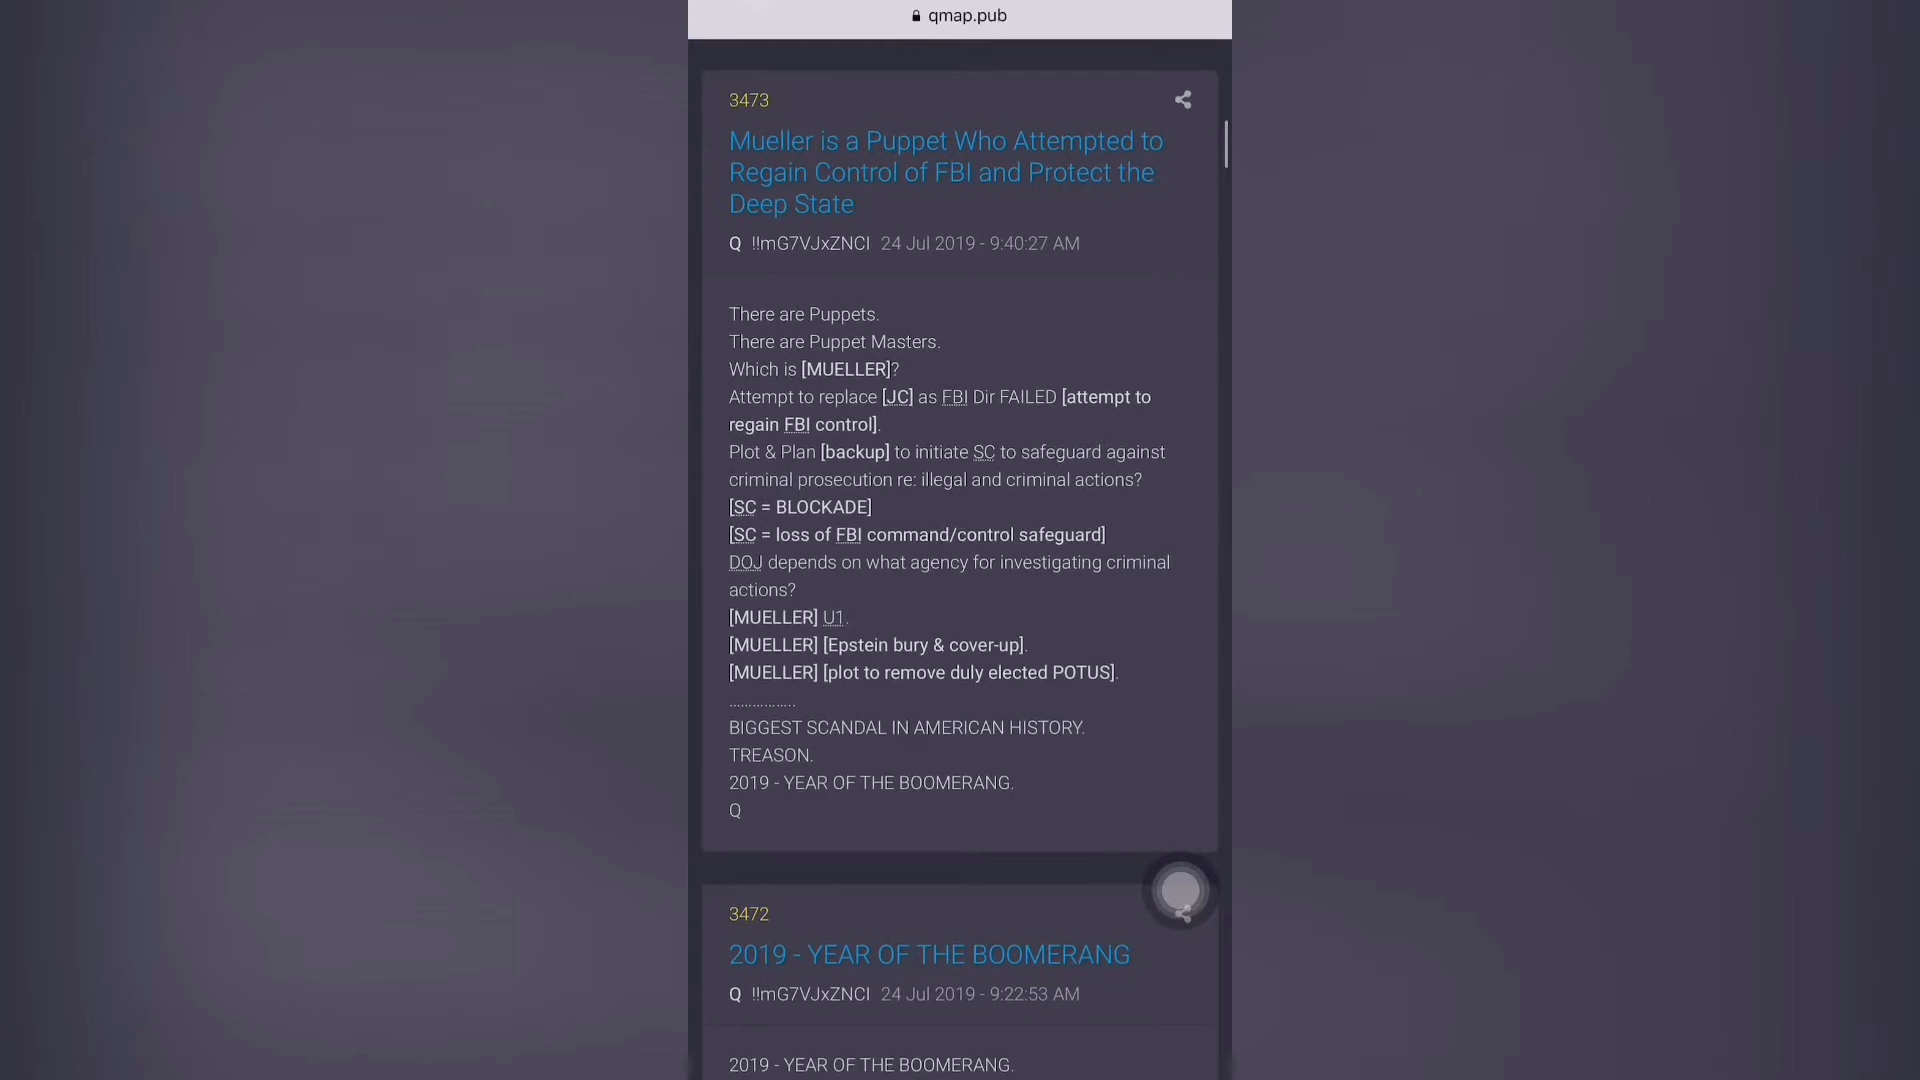 qmap.pub
3473
Mueller is a Puppet Who Attempted to
Regain Control of FBI and Protect the
Deep State
Q !!mG7VJxZNCI 24 Jul 2019 - 9:40:27 AM
There are Puppets.
There are Puppet Masters.
Which is [MUELLER]?
Attempt to replace [JC] as FBI Dir FAILED [attempt to
regain FBI control].
Plot & Plan [backup] to initiate SC to safeguard against
criminal prosecution re: illegal and criminal actions?
[SC = BLOCKADE]
[SC = loss of FBI command/control safeguard]
DOJ depends on what agency for investigating criminal
actions?
[MUELLER] U1.
[MUELLER] [Epstein bury & cover-up].
[MUELLER] [plot to remove duly elected POTUS].
……………..
BIGGEST SCANDAL IN AMERICAN HISTORY.
TREASON.
2019 - YEAR OF THE BOOMERANG.
Q
3472
2019 - YEAR OF THE BOOMERANG
Q !!mG7VJxZNCI 24 Jul 2019 - 9:22:53 AM
2019 - YEAR OF THE BOOMERANG.